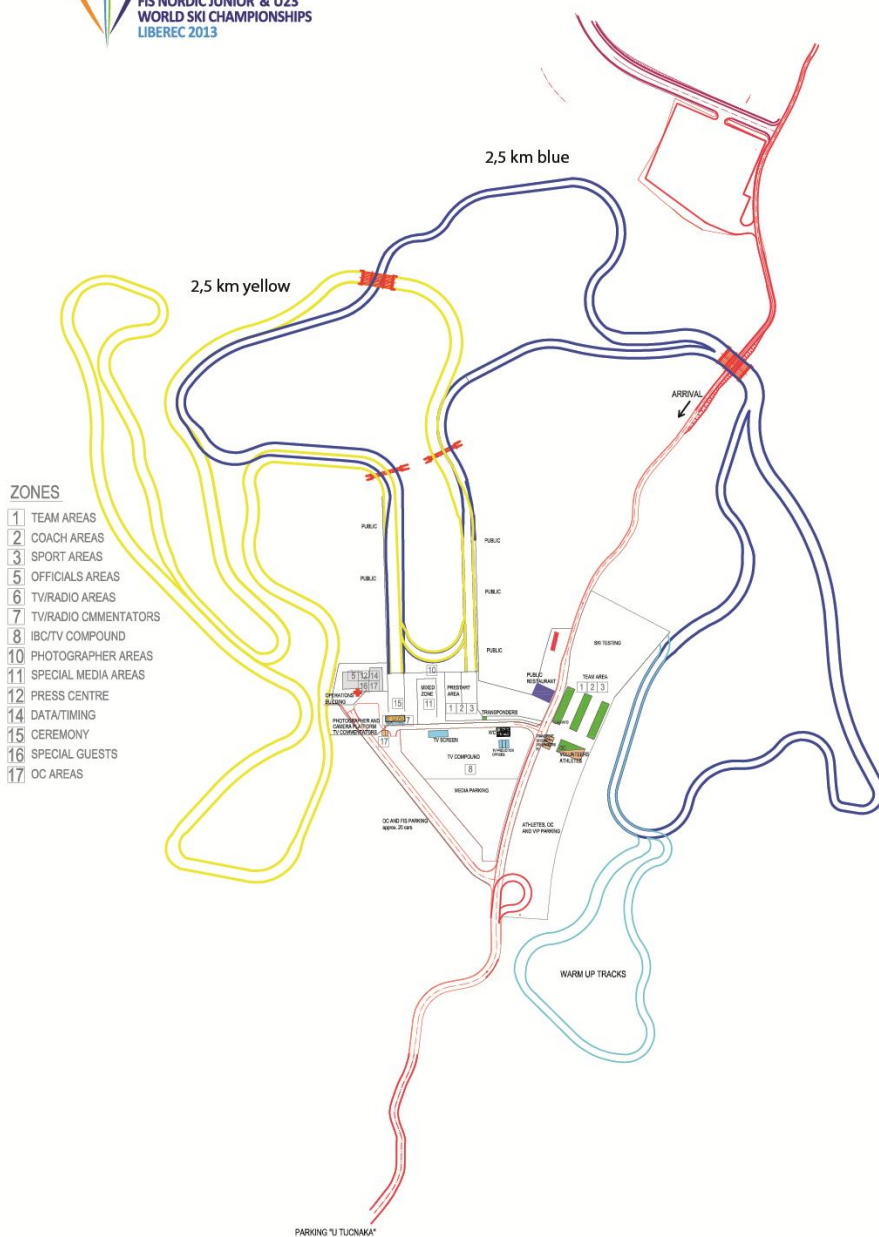 FIS NORDIC JUNIOR & U23
WORLD SKI CHAMPIONSHIPS
LIBEREC 2013
2,5 km blue
2,5 km yellow
ARRIVAL
ZONES
1 TEAM AREAS
2 COACH AREAS
3 SPORT AREAS
5 OFFICIALS AREAS
6 TV/RADIO AREAS
7 TV/RADIO CMMENTATORS
8 IBC/TV COMPOUND
10 PHOTOGRAPHER AREAS
11 SPECIAL MEDIA AREAS
12 PRESS CENTRE
14 DATA/TIMING
15 CEREMONY
16 SPECIAL GUESTS
17 OC AREAS
PUBLIC
PUBLIC
PUBLIC
PUBLIC
PUBLIC
SKI TESTING
5 12 14
16 17
10
PUBLIC
RESTAURANT
TEAM AREA
1 2 3
OPERATIONS
15
MIXED
ZONE
11
PRESTART
AREA
1 2 3
TRANSPONDERS
PHOTOGRAPHER AND
CAMERA PLATFORM
TV COMMENTATORS
7
17
TV SCREEN
TV COMPOUND
8
VOLUNTEERS
ATHLETES
MEDIA PARKING
OC AND FIS PARKING
approx. 20 cars
ATHLETES, OC
AND VIP PARKING
WARM UP TRACKS
PARKING "U TUCNAKA"